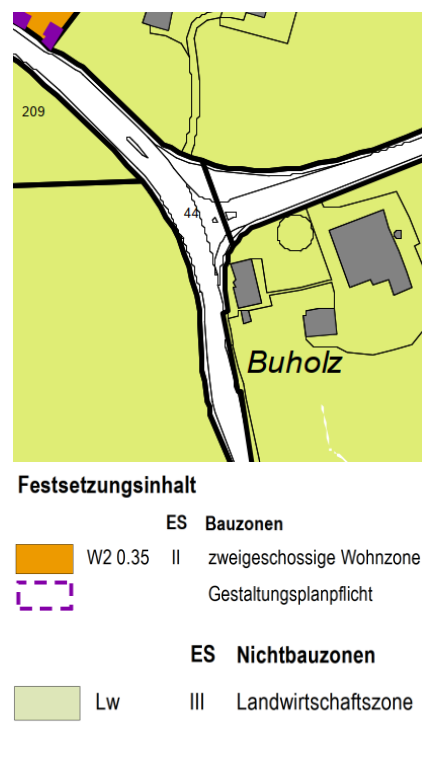 209
44
Buholz
Festsetzungsinhalt
ES Bauzonen
W2 0.35 II zweigeschossige Wohnzone
Gestaltungsplanpflicht
ES Nichtbauzonen
Lw III Landwirtschaftszone